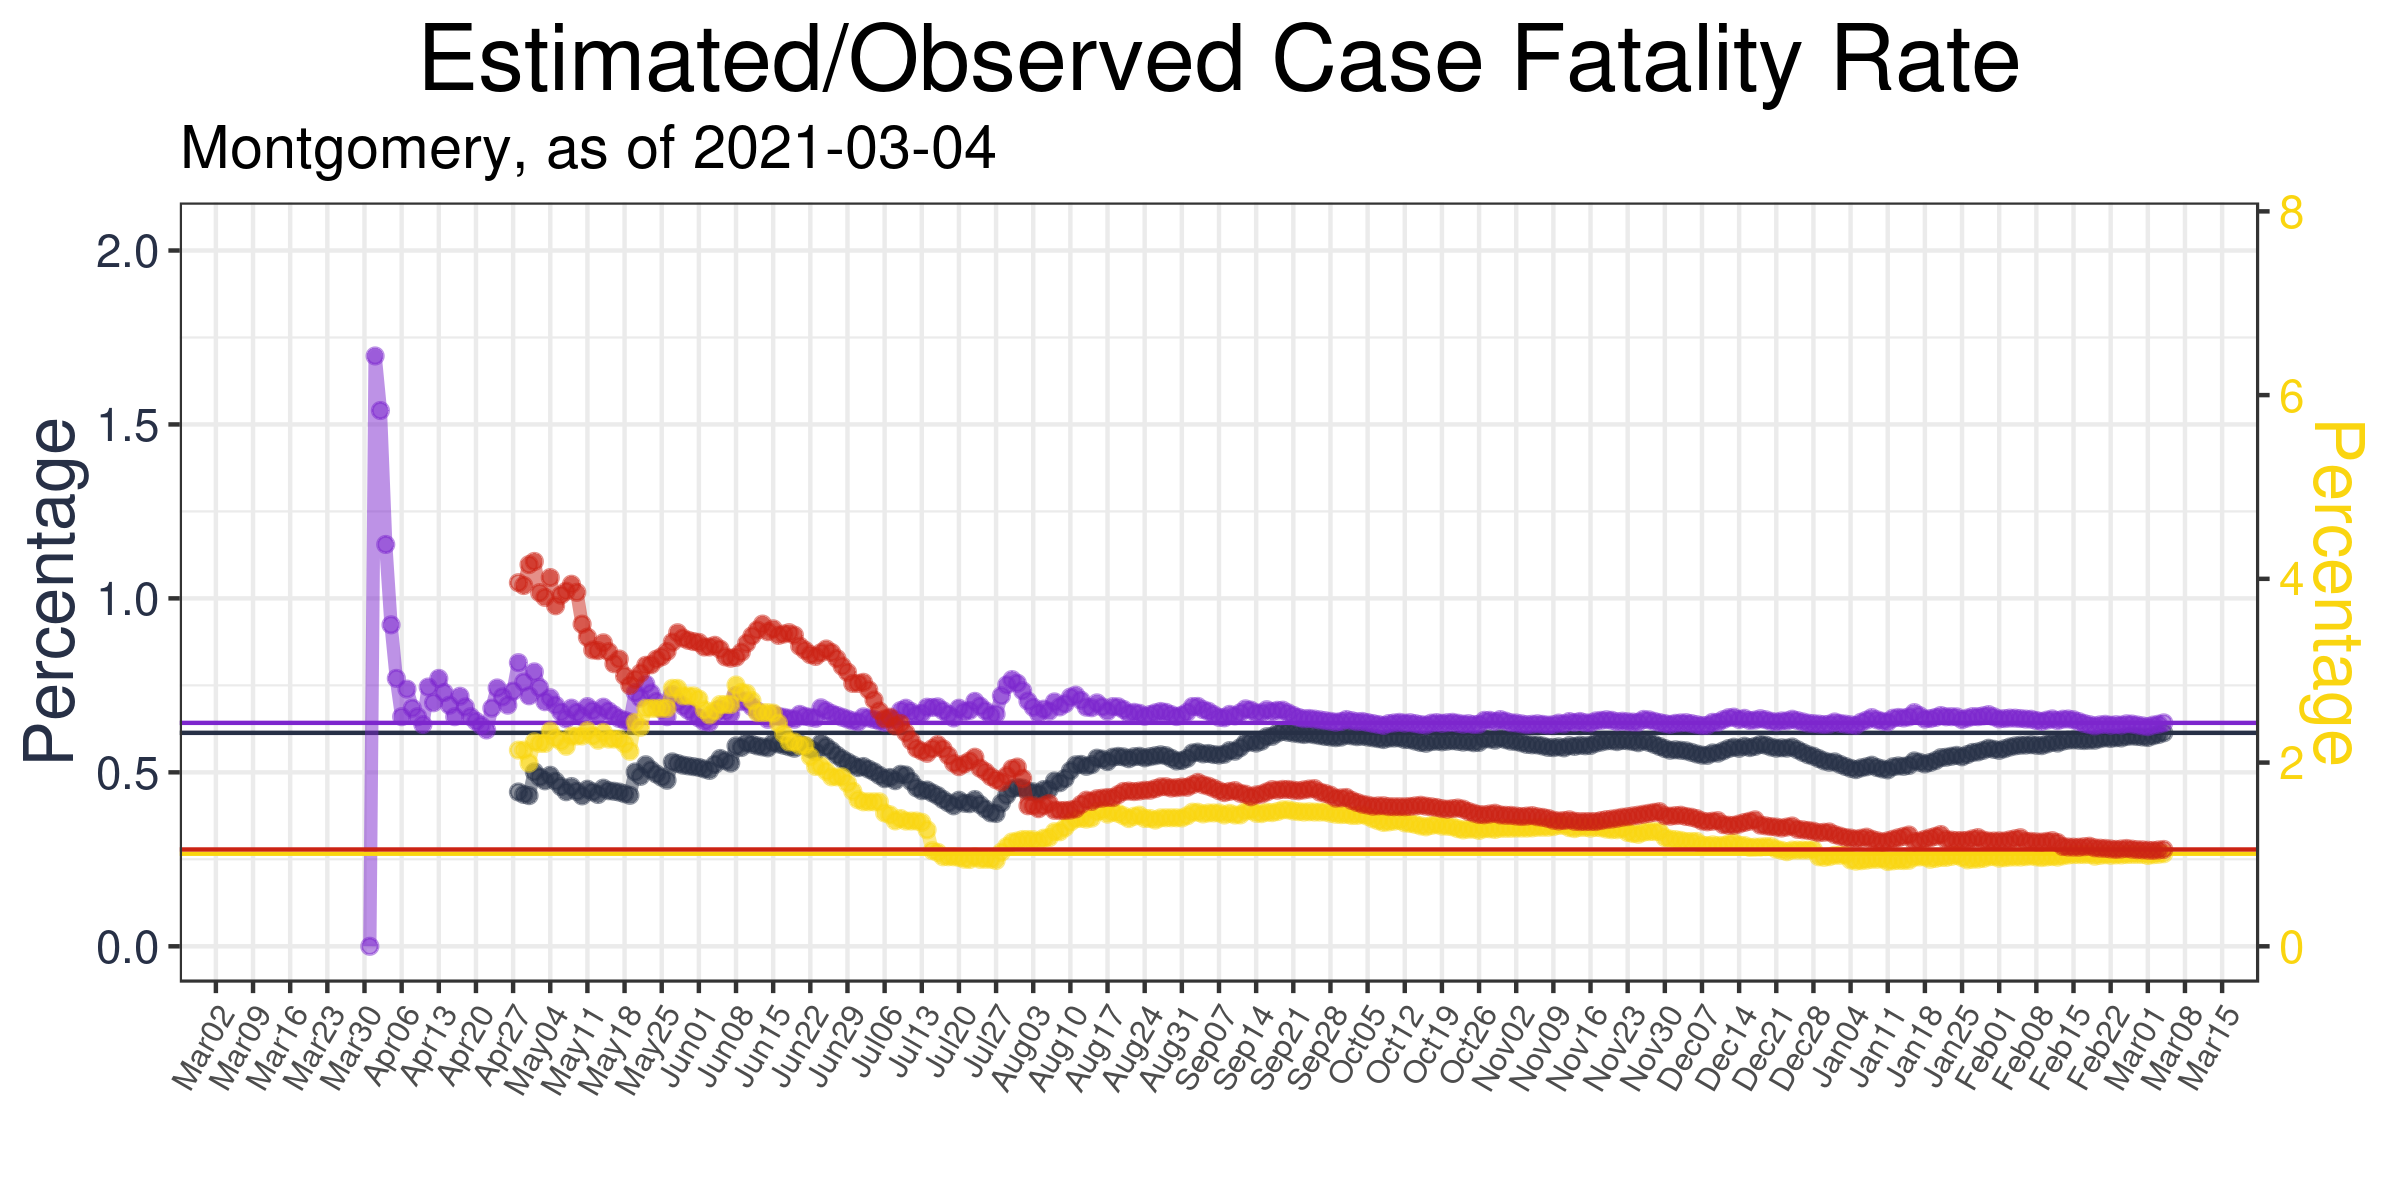 Estimated/Observed Case Fatality Rate
Montgomery, as of 2021-03-04
Percentage
2.0
1.5
1.0
0.5
0.0
8
6
4
2
0
Percentage
Mar02
Mar09
Mar16
Mar23
Mar30
Apr06
Apr13
Apr20
Apr27
May04
May11
May18
May25
Jun01
Jun08
Jun15
Jun22
Jun29
Jul06
Jul13
Jul20
Jul27
Aug03
Aug10
Aug17
Aug24
Aug31
Sep07
Sep14
Sep21
Sep28
Oct05
Oct12
Oct19
Oct26
Nov02
Nov09
Nov16
Nov23
Nov30
Dec07
Dec14
Dec21
Dec28
Jan04
Jan11
Jan18
Jan25
Feb01
Feb08
Feb15
Feb22
Mar01
Mar08
Mar15